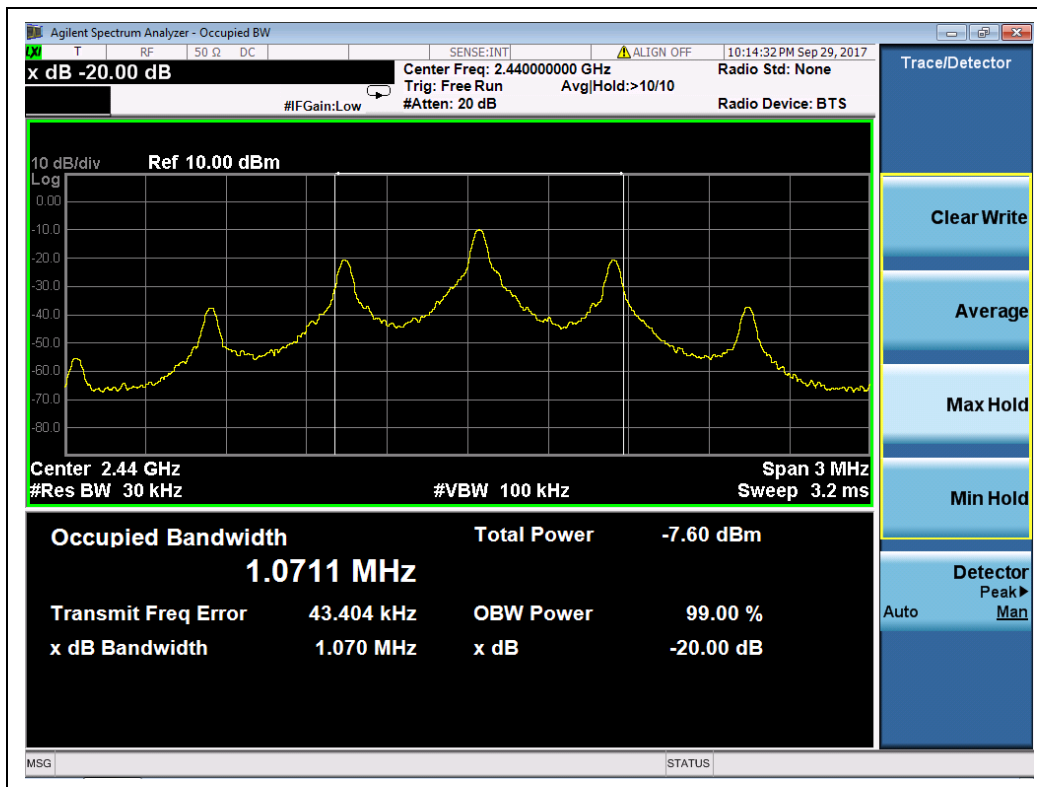 Agilent Spectrum Analyzer - Occupied BW
LXI T RF 50 Ω DC SENSE:INT ALIGN OFF 10:14:32 PM Sep 29, 2017
x dB -20.00 dB
Center Freq: 2.440000000 GHz Radio Std: None
Trig: Free Run Avg|Hold:>10/10
#IFGain:Low #Atten: 20 dB Radio Device: BTS
10 dB/div Ref 10.00 dBm
Log
0.00
-10.0
-20.0
-30.0
-40.0
-50.0
-60.0
-70.0
-80.0
Center 2.44 GHz Span 3 MHz
#Res BW 30 kHz #VBW 100 kHz Sweep 3.2 ms
Occupied Bandwidth Total Power -7.60 dBm
1.0711 MHz
Transmit Freq Error 43.404 kHz OBW Power 99.00 %
x dB Bandwidth 1.070 MHz x dB -20.00 dB
MSG STATUS
Trace/Detector
Clear Write
Average
Max Hold
Min Hold
Detector
Peak▶
Auto Man